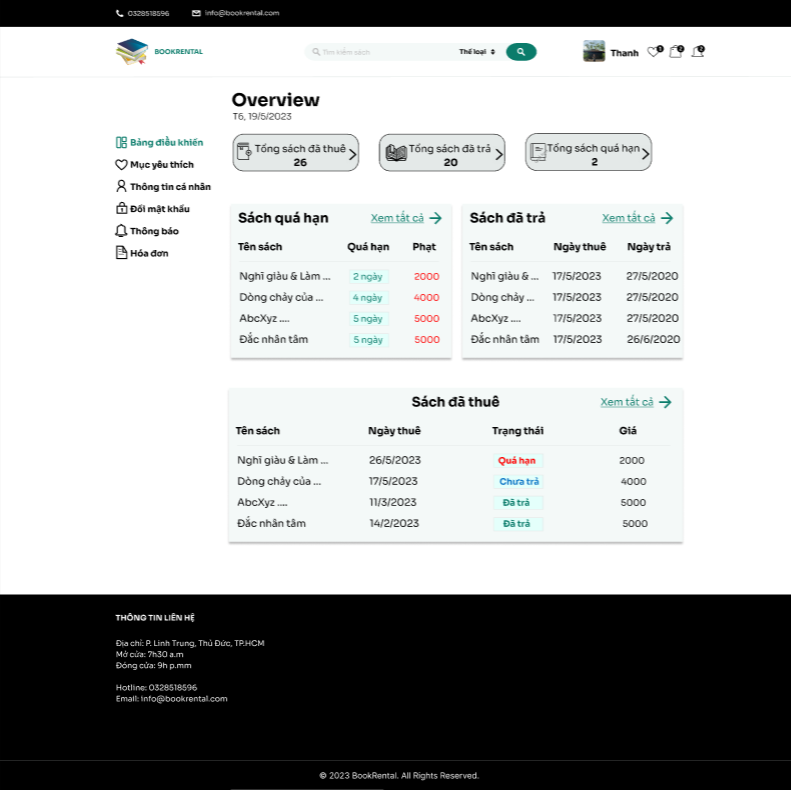 0328518596 info@bookrental.com
BOOKRENTAL Tìm kiếm sách Thể loại Thanh 1 2 2
Overview
T6, 19/5/2023
Bảng điều khiển
Mục yêu thích
Thông tin cá nhân
Đổi mật khẩu
Thông báo
Hóa đơn
Tổng sách đã thuê
26
Tổng sách đã trả
20
Tổng sách quá hạn
2
Sách quá hạn Xem tất cả
Tên sách Quá hạn Phạt
Nghĩ giàu & Làm ... 2 ngày 2000
Dòng chảy của ... 4 ngày 4000
AbcXyz .... 5 ngày 5000
Đắc nhân tâm 5 ngày 5000
Sách đã trả Xem tất cả
Tên sách Ngày thuê Ngày trả
Nghĩ giàu & ... 17/5/2023 27/5/2020
Dòng chảy ... 17/5/2023 27/5/2020
AbcXyz .... 17/5/2023 27/5/2020
Đắc nhân tâm 17/5/2023 26/6/2020
Sách đã thuê Xem tất cả
Tên sách Ngày thuê Trạng thái Giá
Nghĩ giàu & Làm ... 26/5/2023 Quá hạn 2000
Dòng chảy của ... 17/5/2023 Chưa trả 4000
AbcXyz .... 11/3/2023 Đã trả 5000
Đắc nhân tâm 14/2/2023 Đã trả 5000
THÔNG TIN LIÊN HỆ
Địa chỉ: P. Linh Trung, Thủ Đức, TP.HCM
Mở cửa: 7h30 a.m
Đóng cửa: 9h p.mm
Hotline: 0328518596
Email: info@bookrental.com
© 2023 BookRental. All Rights Reserved.